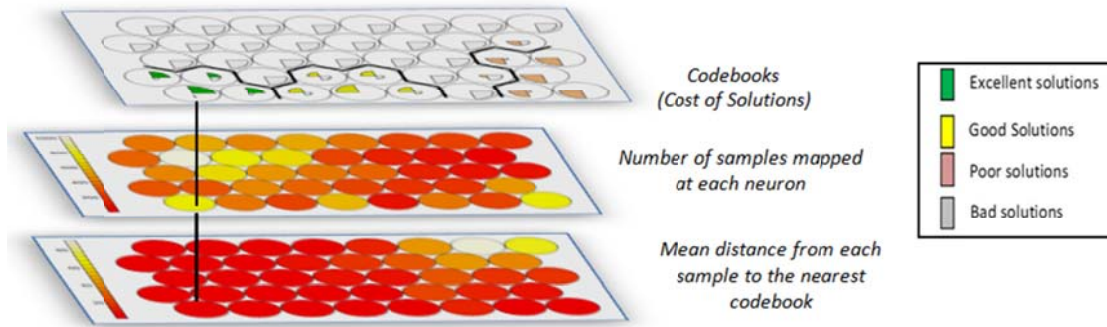 Codebooks
(Cost of Solutions)
Number of samples mapped
at each neuron
Mean distance from each
sample to the nearest
codebook
Excellent solutions
Good Solutions
Poor solutions
Bad solutions